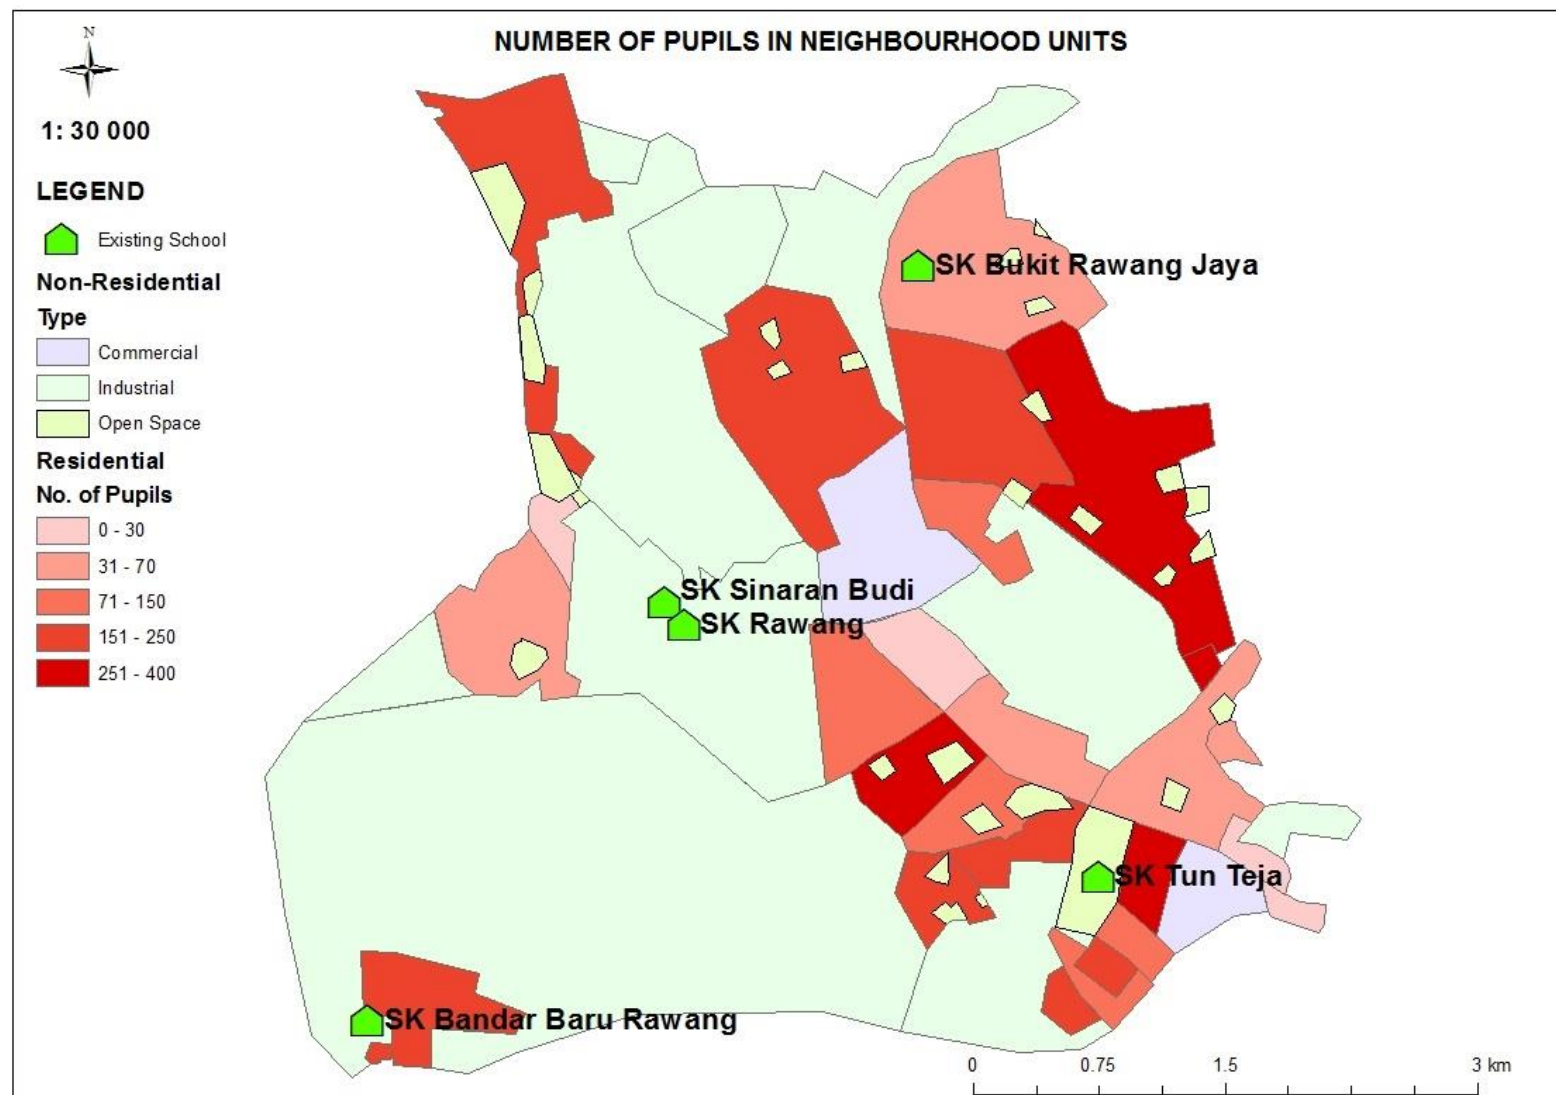 NUMBER OF PUPILS IN NEIGHBOURHOOD UNITS
N
1: 30 000
LEGEND
Existing School
Non-Residential
Type
Commercial
Industrial
Open Space
Residential
No. of Pupils
0 - 30
31 - 70
71 - 150
151 - 250
251 - 400
SK Bukit Rawang Jaya
SK Sinaran Budi
SK Rawang
SK Tun Teja
SK Bandar Baru Rawang
0 0.75 1.5 3 km